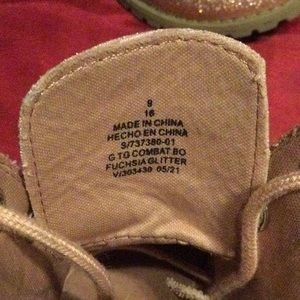 9
16
MADE IN CHINA
HECHO EN CHINA
S/737380-01
G TG COMBAT.BO
FUCHSIA GLITTER
V/303430 05/21